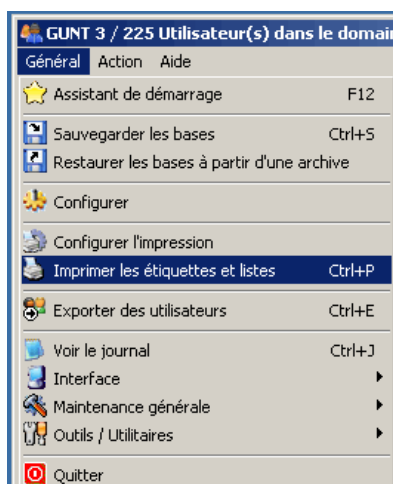 GUNT 3 / 225 Utilisateur(s) dans le domai
Général Action Aide
Assistant de démarrage F12
Sauvegarder les bases Ctrl+S
Restaurer les bases à partir d'une archive
Configurer
Configurer l'impression
Imprimer les étiquettes et listes Ctrl+P
Exporter des utilisateurs Ctrl+E
Voir le journal Ctrl+J
Interface
Maintenance générale
Outils / Utilitaires
Quitter